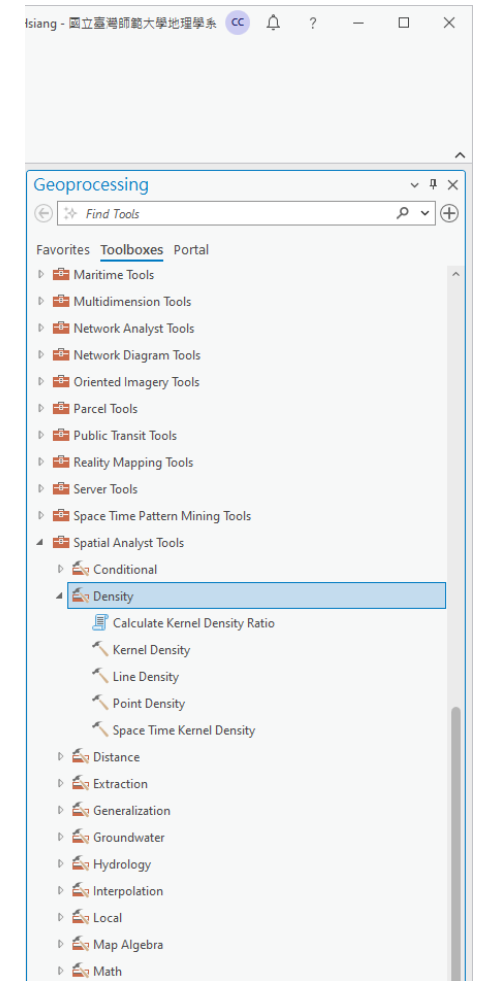 Hsiang - 國立臺灣師範大學地理學系 CC ?
Geoprocessing
Find Tools
Favorites Toolboxes Portal
Maritime Tools
Multidimension Tools
Network Analyst Tools
Network Diagram Tools
Oriented Imagery Tools
Parcel Tools
Public Transit Tools
Reality Mapping Tools
Server Tools
Space Time Pattern Mining Tools
Spatial Analyst Tools
Conditional
Density
Calculate Kernel Density Ratio
Kernel Density
Line Density
Point Density
Space Time Kernel Density
Distance
Extraction
Generalization
Groundwater
Hydrology
Interpolation
Local
Map Algebra
Math